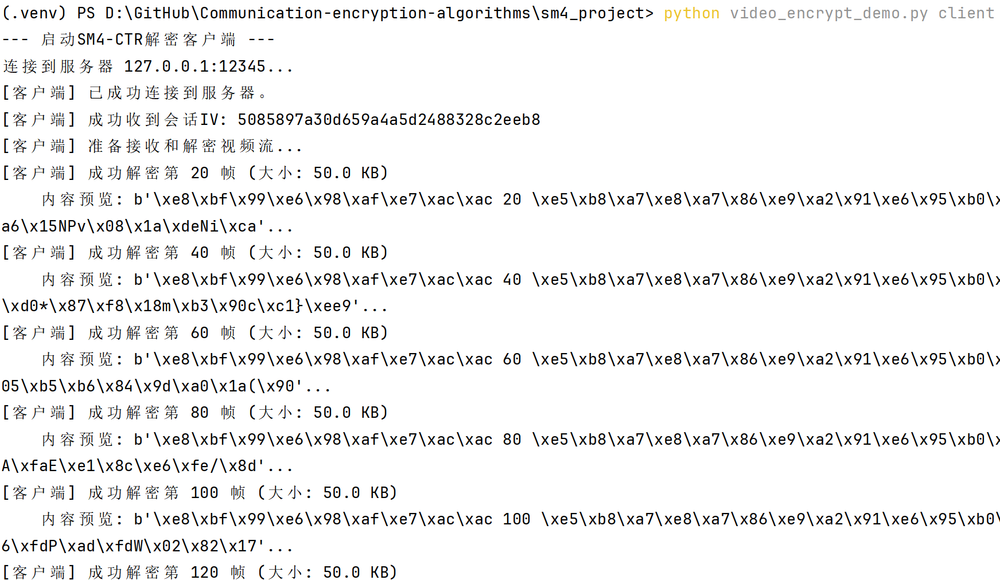 (.venv) PS D:\GitHub\Communication-encryption-algorithms\sm4_project> python video_encrypt_demo.py client
--- 启动SM4-CTR解密客户端 ---
连接到服务器 127.0.0.1:12345...
[客户端] 已成功连接到服务器。
[客户端] 成功收到会话IV: 5085897a30d659a4a5d2488328c2eeb8
[客户端] 准备接收和解密视频流...
[客户端] 成功解密第 20 帧 (大小: 50.0 KB)
    内容预览: b'\xe8\xbf\x99\xe6\x98\xaf\xe7\xac\xac 20 \xe5\xb8\xa7\xe8\xa7\x86\xe9\xa2\x91\xe6\x95\xb0\x
a6\x15NPv\x08\x1a\xdeNi\xca'...
[客户端] 成功解密第 40 帧 (大小: 50.0 KB)
    内容预览: b'\xe8\xbf\x99\xe6\x98\xaf\xe7\xac\xac 40 \xe5\xb8\xa7\xe8\xa7\x86\xe9\xa2\x91\xe6\x95\xb0\x
\xd0*\x87\xf8\x18m\xb3\x90c\xc1}\xee9'...
[客户端] 成功解密第 60 帧 (大小: 50.0 KB)
    内容预览: b'\xe8\xbf\x99\xe6\x98\xaf\xe7\xac\xac 60 \xe5\xb8\xa7\xe8\xa7\x86\xe9\xa2\x91\xe6\x95\xb0\x
05\xb5\xb6\x84\x9d\xa0\x1a(\x90'...
[客户端] 成功解密第 80 帧 (大小: 50.0 KB)
    内容预览: b'\xe8\xbf\x99\xe6\x98\xaf\xe7\xac\xac 80 \xe5\xb8\xa7\xe8\xa7\x86\xe9\xa2\x91\xe6\x95\xb0\x
A\xfaE\xe1\x8c\xe6\xfe/\x8d'...
[客户端] 成功解密第 100 帧 (大小: 50.0 KB)
    内容预览: b'\xe8\xbf\x99\xe6\x98\xaf\xe7\xac\xac 100 \xe5\xb8\xa7\xe8\xa7\x86\xe9\xa2\x91\xe6\x95\xb0\
6\xfdP\xad\xfdW\x02\x82\x17'...
[客户端] 成功解密第 120 帧 (大小: 50.0 KB)